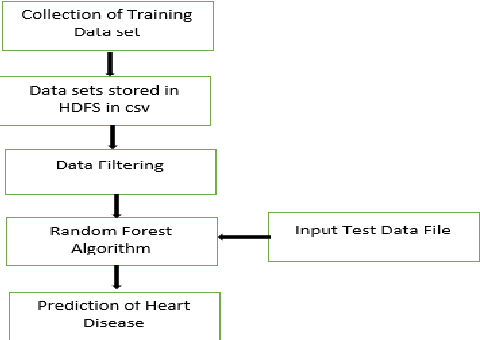 Collection of Training
Data set
Data sets stored in
HDFS in csv
Data Filtering
Random Forest
Algorithm
Input Test Data File
Prediction of Heart
Disease